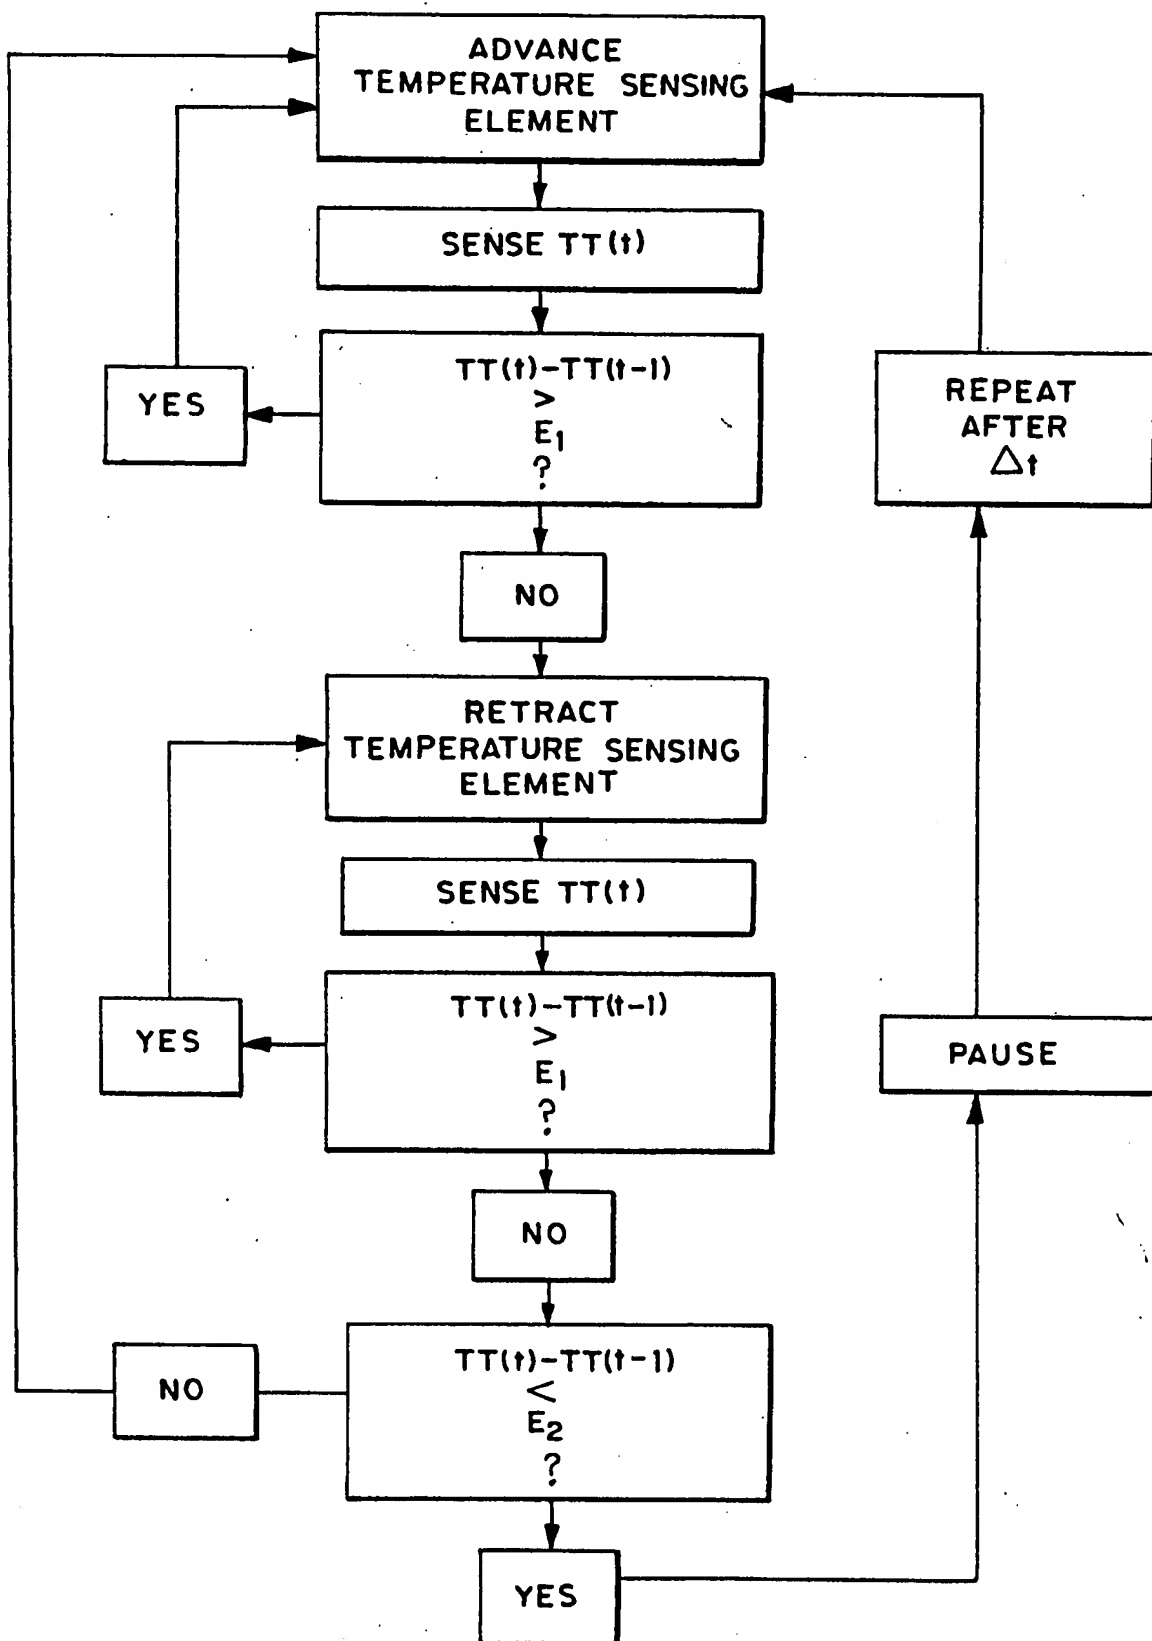 ADVANCE
TEMPERATURE SENSING
ELEMENT
SENSE TT(t)
TT(t)-TT(t-1)
>
E1
?
YES
REPEAT
AFTER
△t
NO
RETRACT
TEMPERATURE SENSING
ELEMENT
SENSE TT(t)
TT(t)-TT(t-1)
>
E1
?
YES
PAUSE
NO
TT(t)-TT(t-1)
<
E2
?
NO
YES